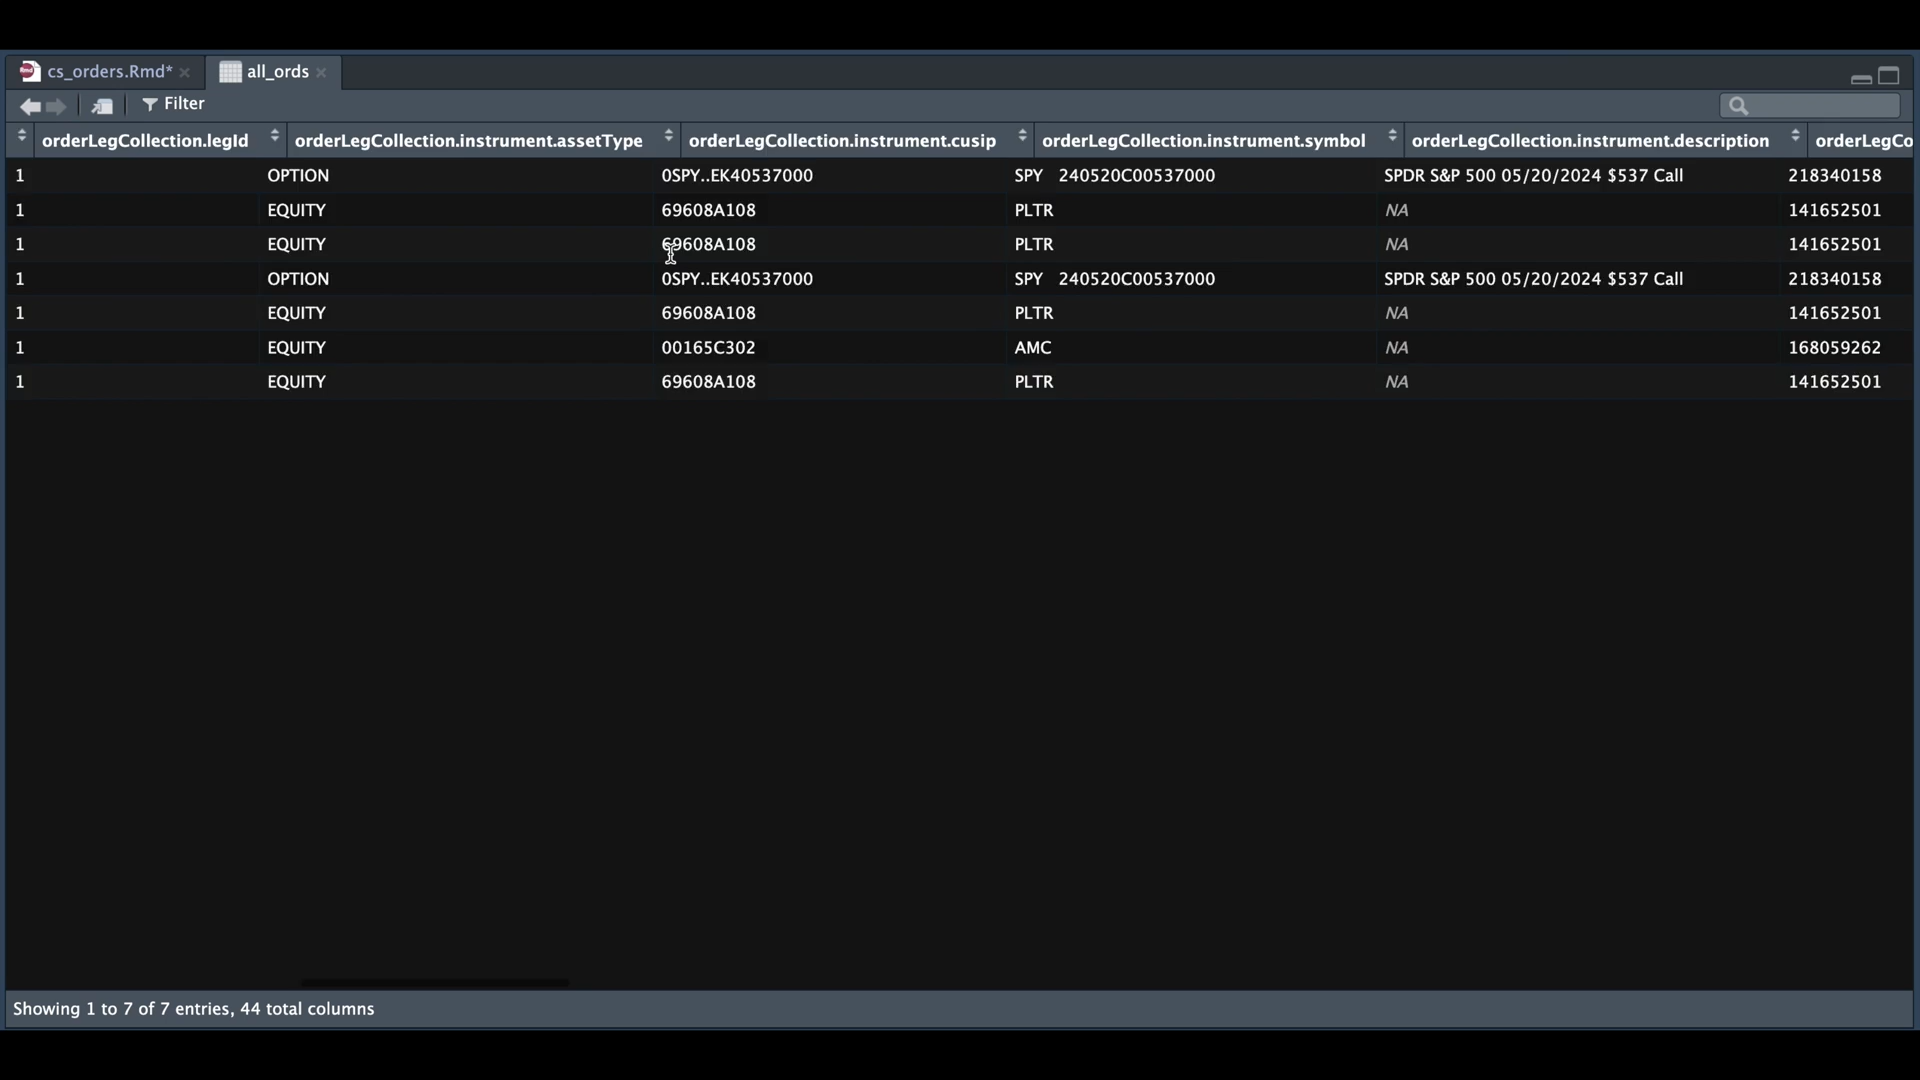 cs_orders.Rmd* × all_ords ×
Filter
orderLegCollection.legId orderLegCollection.instrument.assetType orderLegCollection.instrument.cusip orderLegCollection.instrument.symbol orderLegCollection.instrument.description orderLegCo
1 OPTION 0SPY..EK40537000 SPY 240520C00537000 SPDR S&P 500 05/20/2024 $537 Call 218340158
1 EQUITY 69608A108 PLTR NA 141652501
1 EQUITY 69608A108 PLTR NA 141652501
1 OPTION 0SPY..EK40537000 SPY 240520C00537000 SPDR S&P 500 05/20/2024 $537 Call 218340158
1 EQUITY 69608A108 PLTR NA 141652501
1 EQUITY 00165C302 AMC NA 168059262
1 EQUITY 69608A108 PLTR NA 141652501
Showing 1 to 7 of 7 entries, 44 total columns